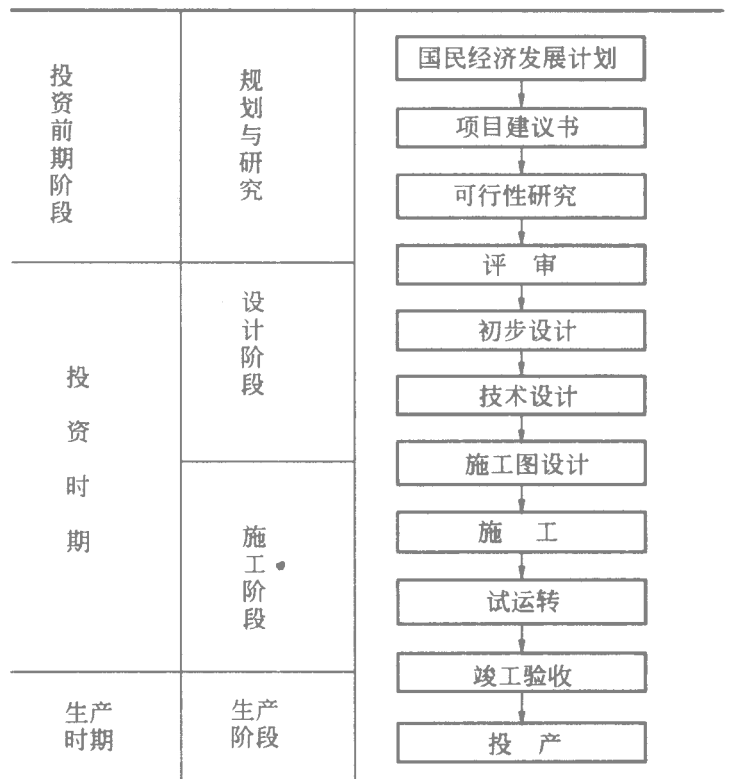 投资前期阶段
规划与研究
国民经济发展计划
项目建议书
可行性研究
评 审
投资时期
设计阶段
初步设计
技术设计
施工图设计
施工阶段
施 工
试运转
竣工验收
生产
时期
生产
阶段
投 产